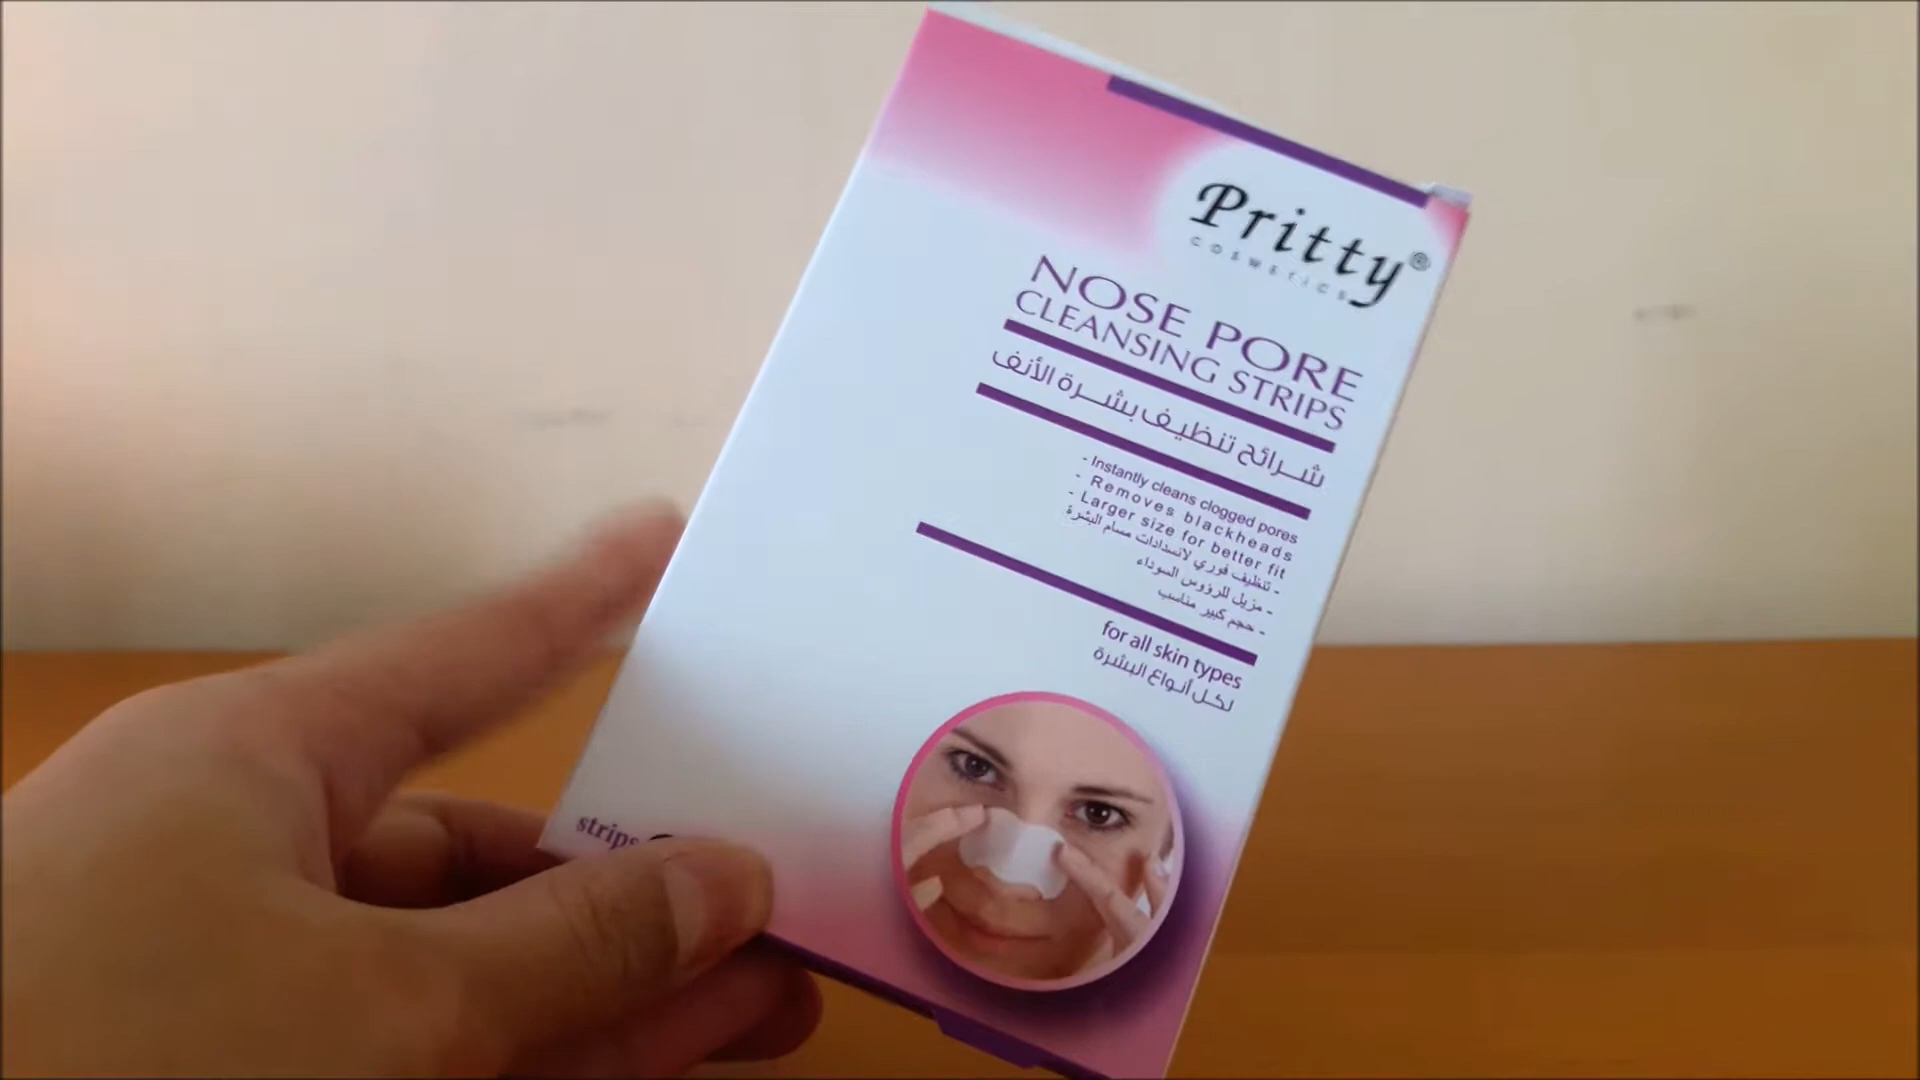 Pritty®
COSMETICS
NOSE PORE
CLEANSING STRIPS
شرائح تنظيف بشرة الأنف
- Instantly cleans clogged pores
- Removes blackheads
- Larger size for better fit
- تنظيف فوري لانسدادات مسام البشرة
- مزيل للرؤوس السوداء
- حجم كبير مناسب
for all skin types
لكل أنواع البشرة
strips